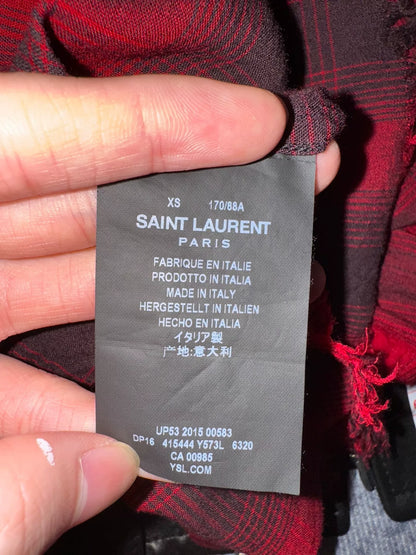 XS 170/88A
SAINT LAURENT
PARIS
FABRIQUE EN ITALIE
PRODOTTO IN ITALIA
MADE IN ITALY
HERGESTELLT IN ITALIEN
HECHO EN ITALIA
イタリア製
产地:意大利
UP53 2015 00583
DP16 415444 Y573L 6320
CA 00985
YSL.COM